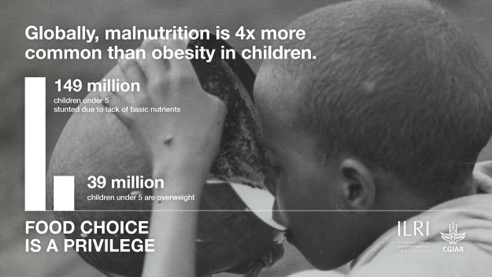 Globally, malnutrition is 4x more
common than obesity in children.
149 million
children under 5
stunted due to lack of basic nutrients
39 million
children under 5 are overweight
FOOD CHOICE
IS A PRIVILEGE
ILRI
CGIAR